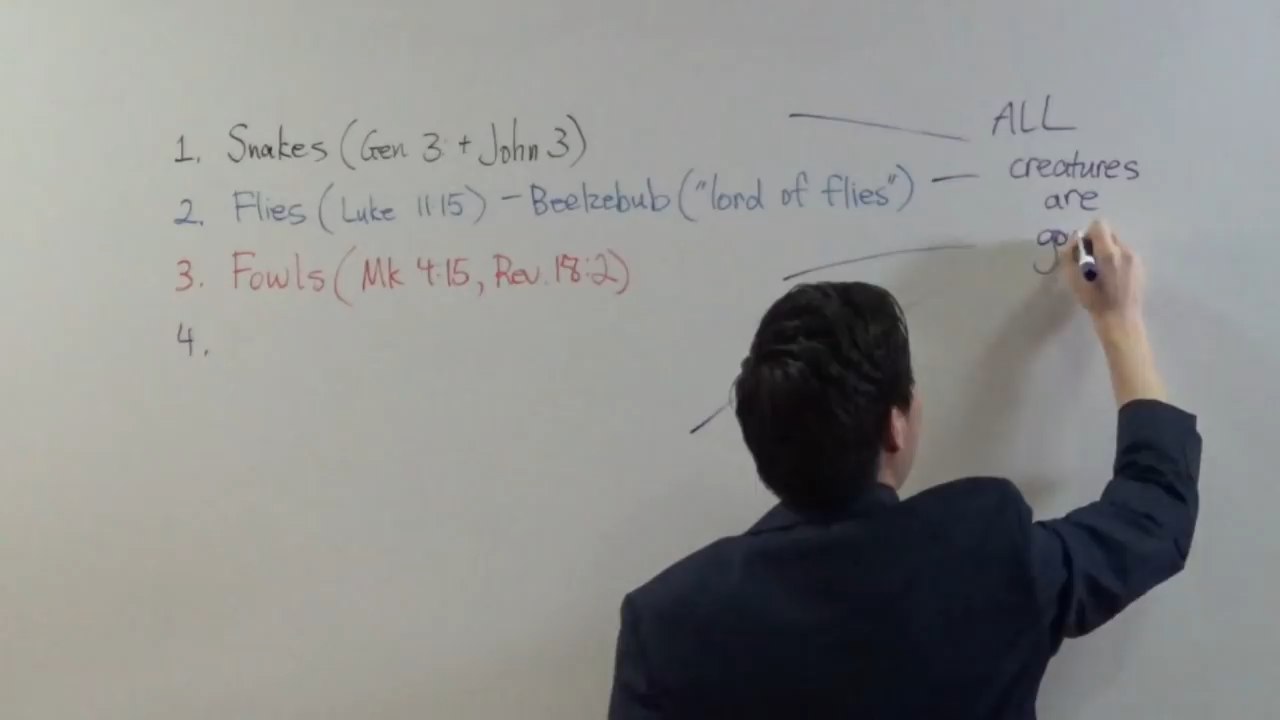 1. Snakes (Gen 3 + John 3)
2. Flies (Luke 11 15) - Beelzebub ("lord of flies")
3. Fowls (Mk 4:15, Rev. 18:2)
4.
ALL
creatures
are